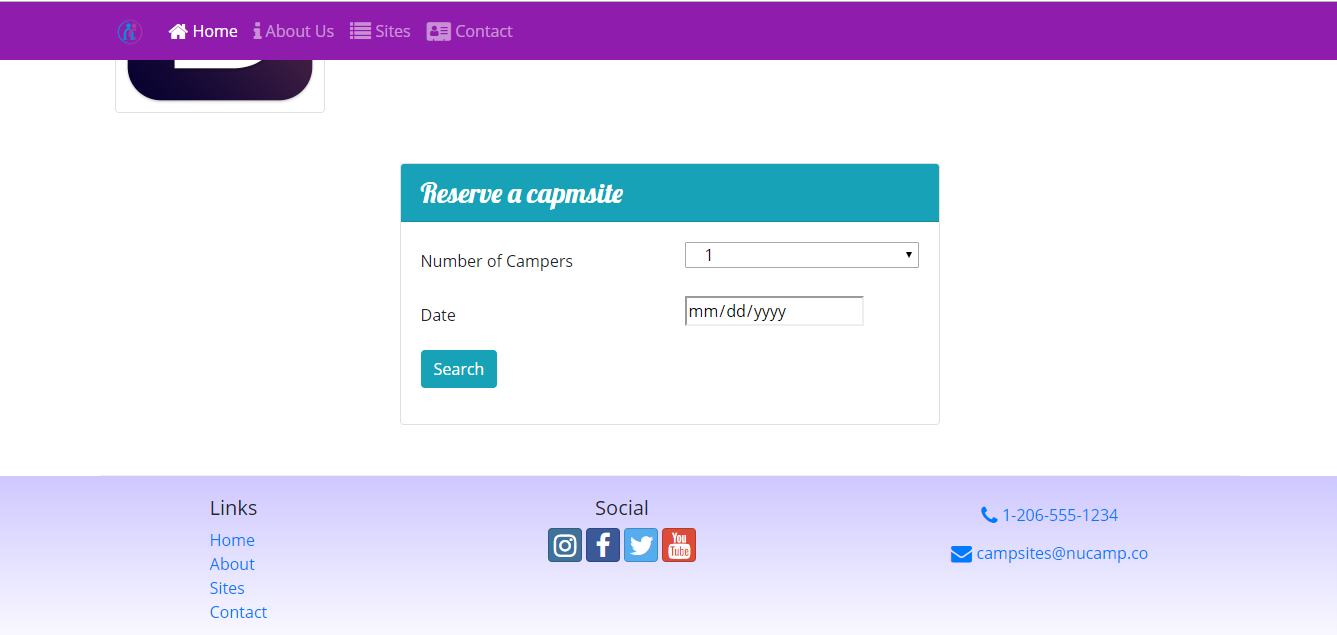 Home About Us Sites Contact
Reserve a capmsite
Number of Campers 1
Date mm/dd/yyyy
Search
Links
Home
About
Sites
Contact
Social
You
Tube
1-206-555-1234
campsites@nucamp.co